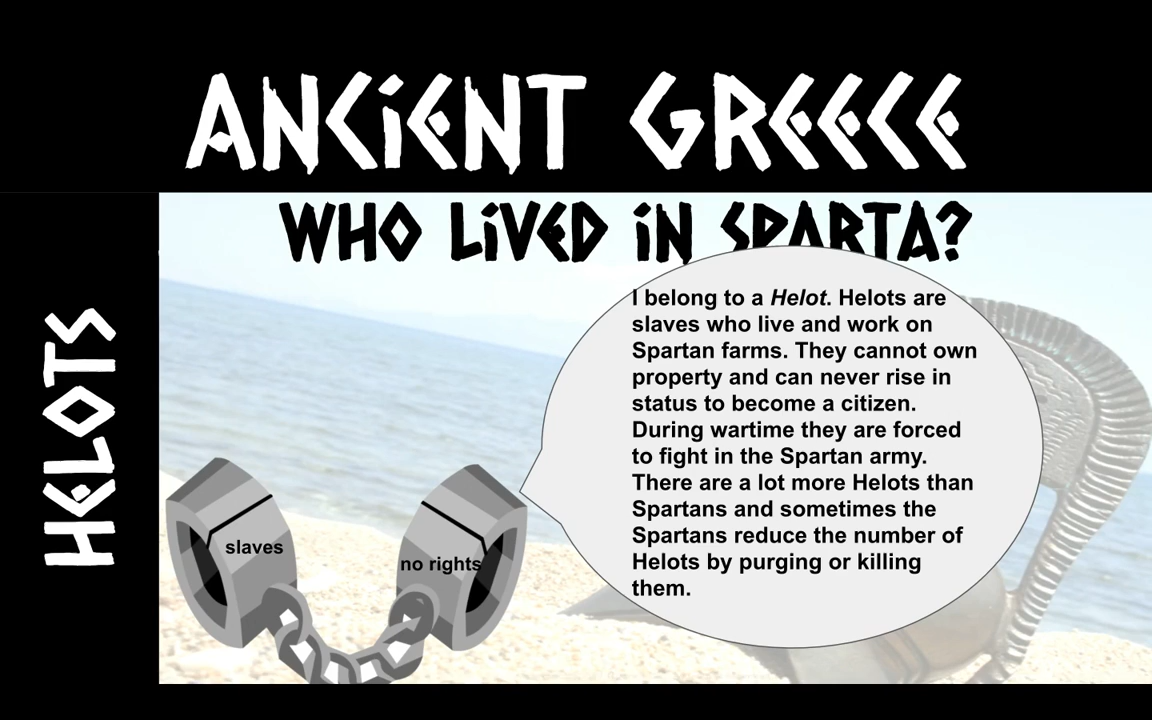 ANCiENT GREECE
WHO LiVED iN SPARTA?
HELOTS
I belong to a Helot. Helots are
slaves who live and work on
Spartan farms. They cannot own
property and can never rise in
status to become a citizen.
During wartime they are forced
to fight in the Spartan army.
There are a lot more Helots than
Spartans and sometimes the
Spartans reduce the number of
Helots by purging or killing
them.
slaves
no rights